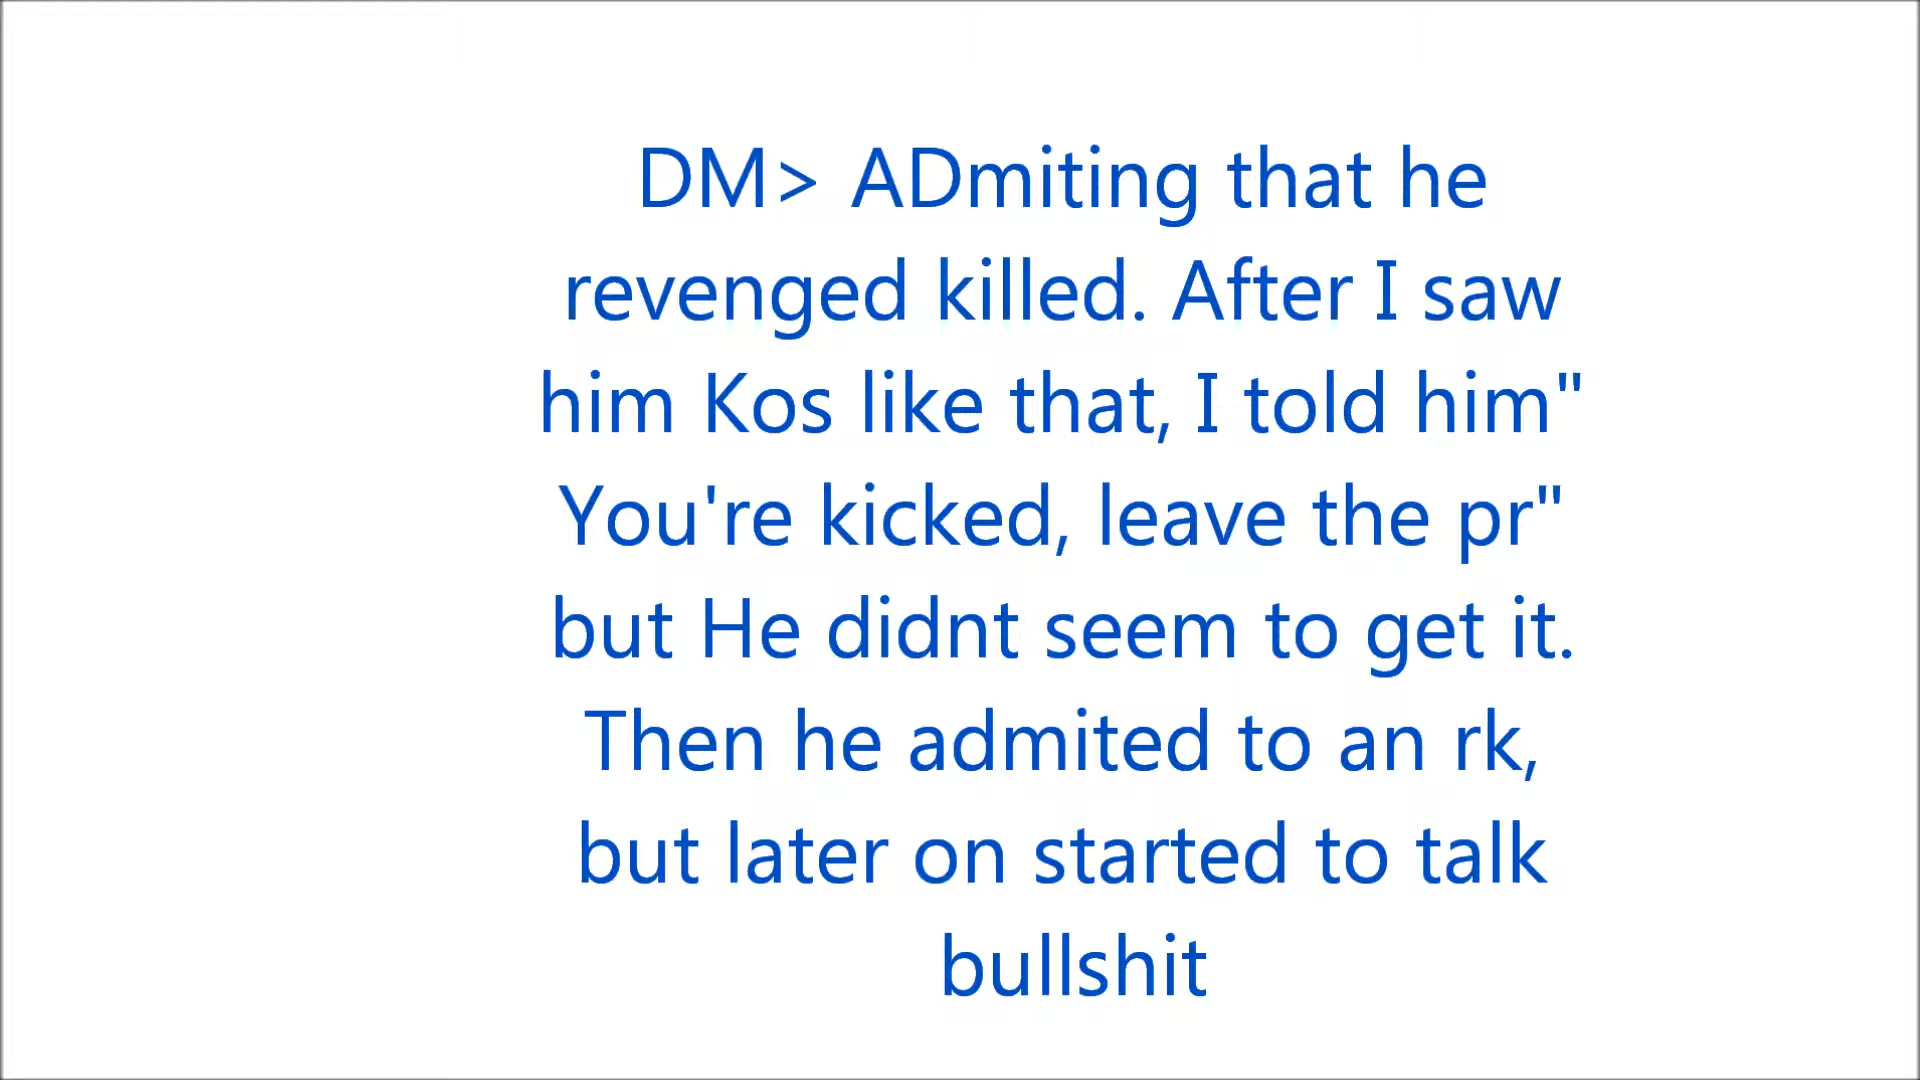 DM> ADmiting that he
revenged killed. After I saw
him Kos like that, I told him"
You're kicked, leave the pr"
but He didnt seem to get it.
Then he admited to an rk,
but later on started to talk
bullshit